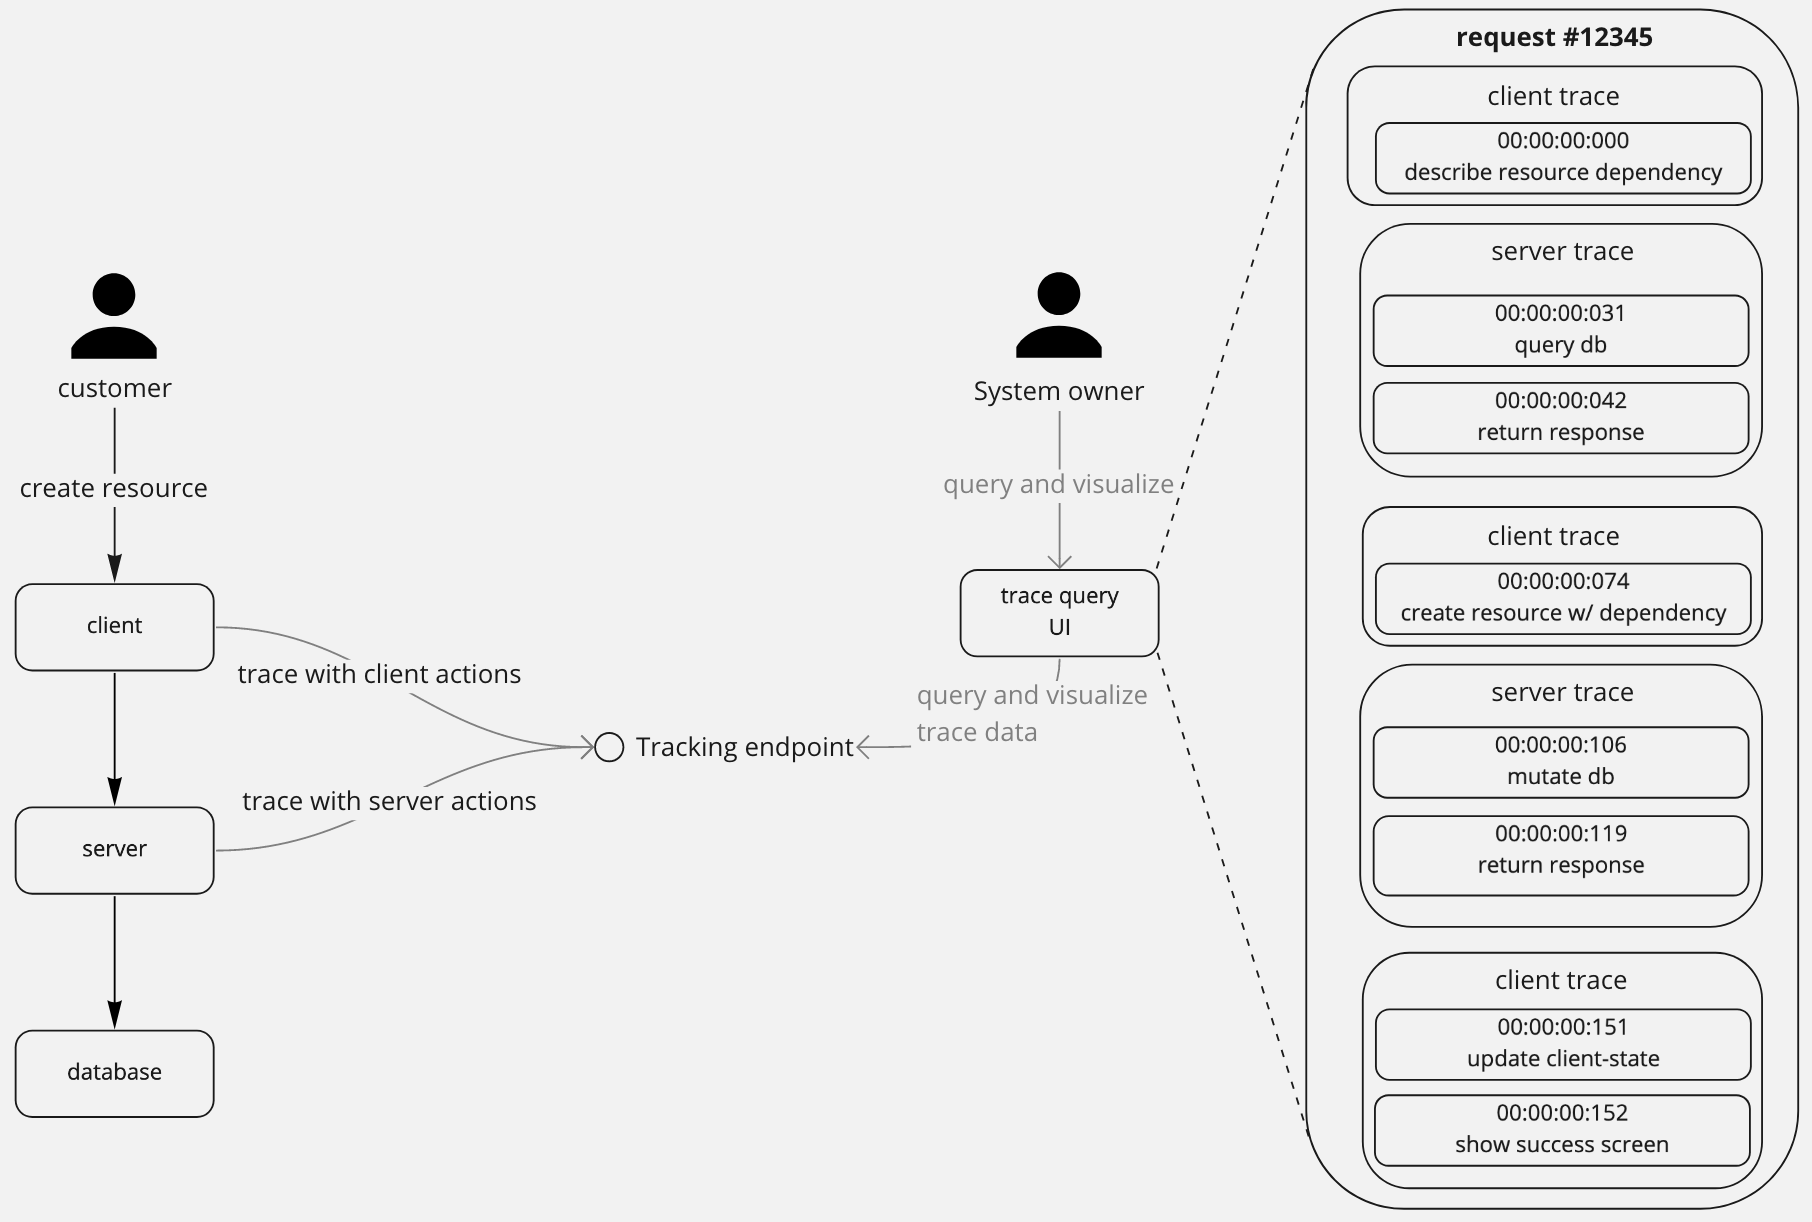 customer
create resource
client
trace with client actions
server
trace with server actions
database
Tracking endpoint
System owner
query and visualize
trace query
UI
query and visualize
trace data
request #12345
client trace
00:00:00:000
describe resource dependency
server trace
00:00:00:031
query db
00:00:00:042
return response
client trace
00:00:00:074
create resource w/ dependency
server trace
00:00:00:106
mutate db
00:00:00:119
return response
client trace
00:00:00:151
update client-state
00:00:00:152
show success screen